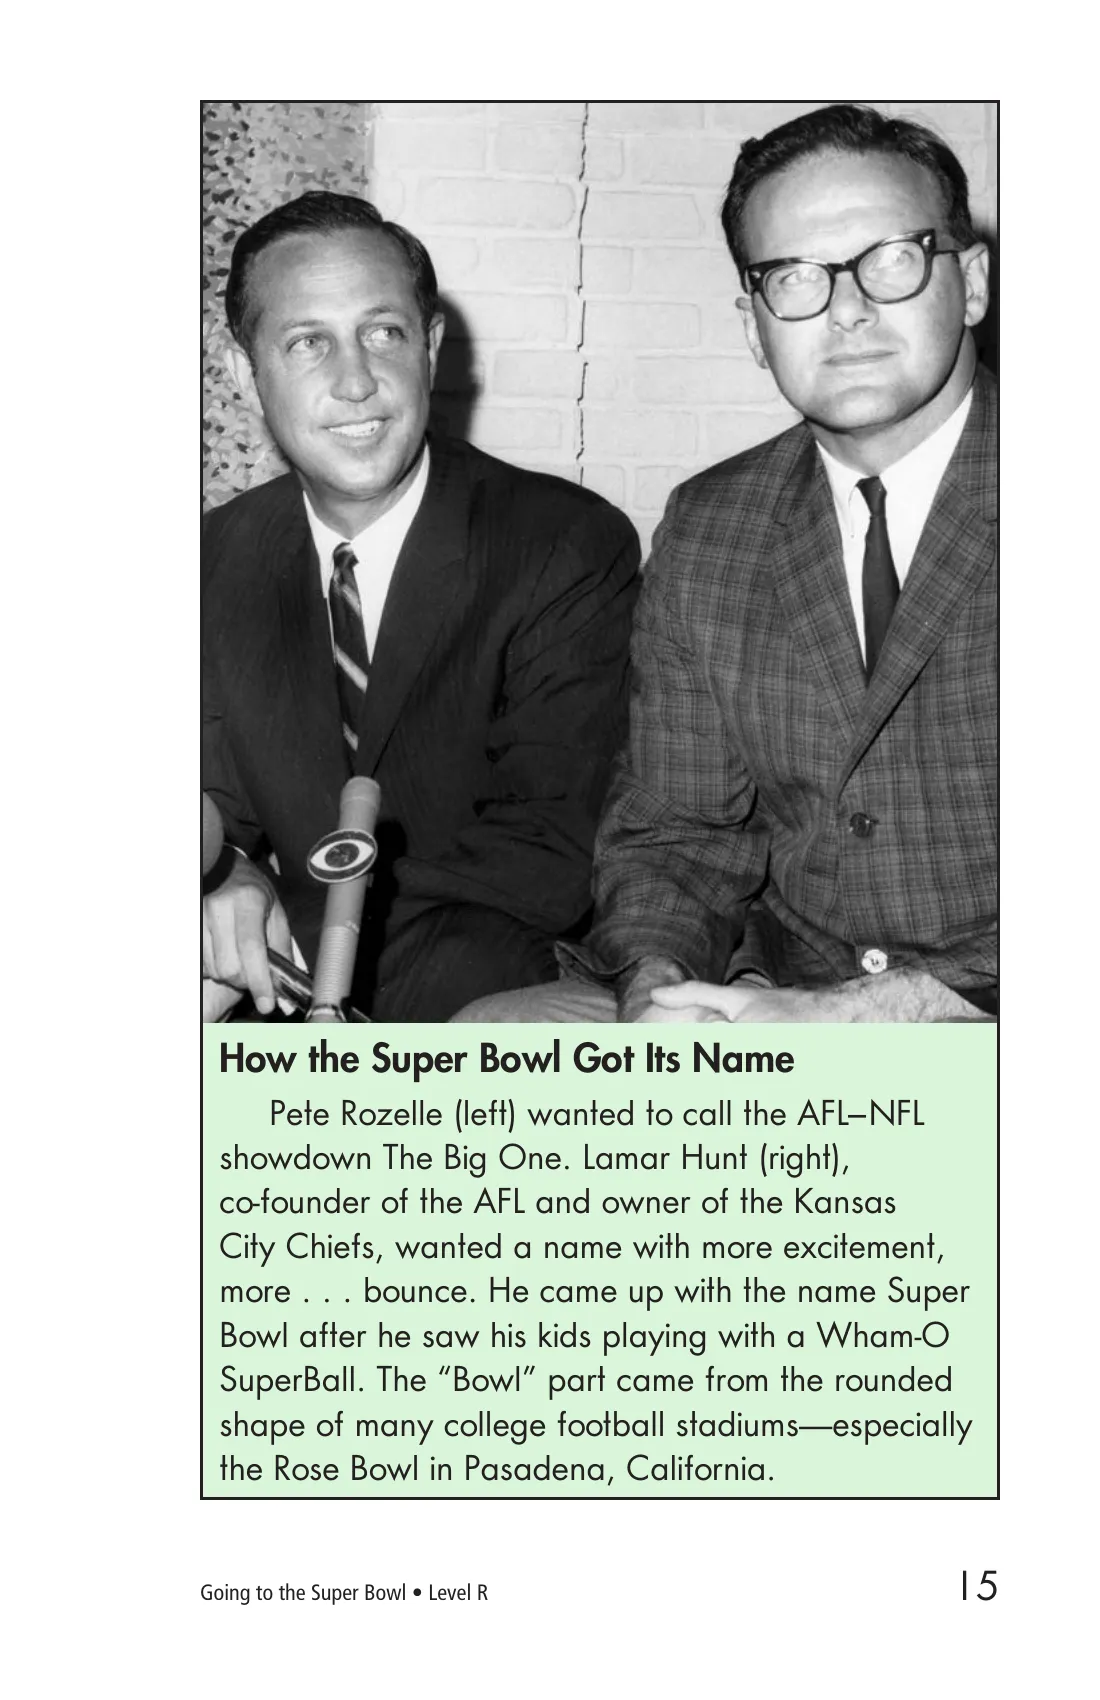 How the Super Bowl Got Its Name
Pete Rozelle (left) wanted to call the AFL–NFL
showdown The Big One. Lamar Hunt (right),
co-founder of the AFL and owner of the Kansas
City Chiefs, wanted a name with more excitement,
more . . . bounce. He came up with the name Super
Bowl after he saw his kids playing with a Wham-O
SuperBall. The “Bowl” part came from the rounded
shape of many college football stadiums—especially
the Rose Bowl in Pasadena, California.
Going to the Super Bowl • Level R
15